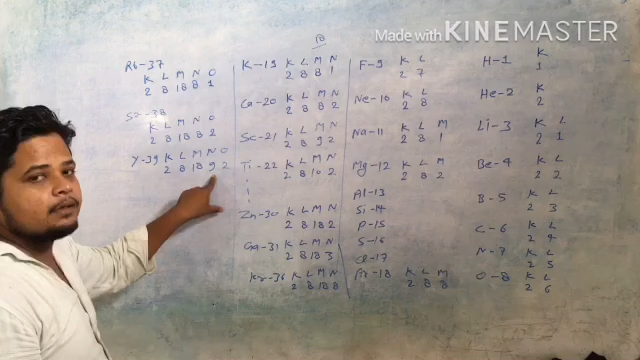 Made with KINEMASTER
Rb-37
K L M N O
2 8 18 8 1
Sr-38
K L M N O
2 8 18 8 2
Y-39 K L M N O
2 8 18 9 2
18
K-19 K L M N
2 8 8 1
Ca-20 K L M N
2 8 8 2
Sc-21 K L M N
2 8 9 2
Ti-22 K L M N
2 8 10 2
Zn-30 K L M N
2 8 18 2
Ga-31 K L M N
2 8 18 3
Kr-36 K L M N
2 8 18 8
F-9 K L
2 7
Ne-10 K L
2 8
Na-11 K L M
2 8 1
Mg-12 K L M
2 8 2
Al-13
Si-14
P-15
S-16
Cl-17
Ar-18 K L M
2 8 8
H-1 K
1
He-2 K
2
Li-3 K L
2 1
Be-4 K L
2 2
B-5 K L
2 3
C-6 K L
2 4
N-7 K L
2 5
O-8 K L
2 6